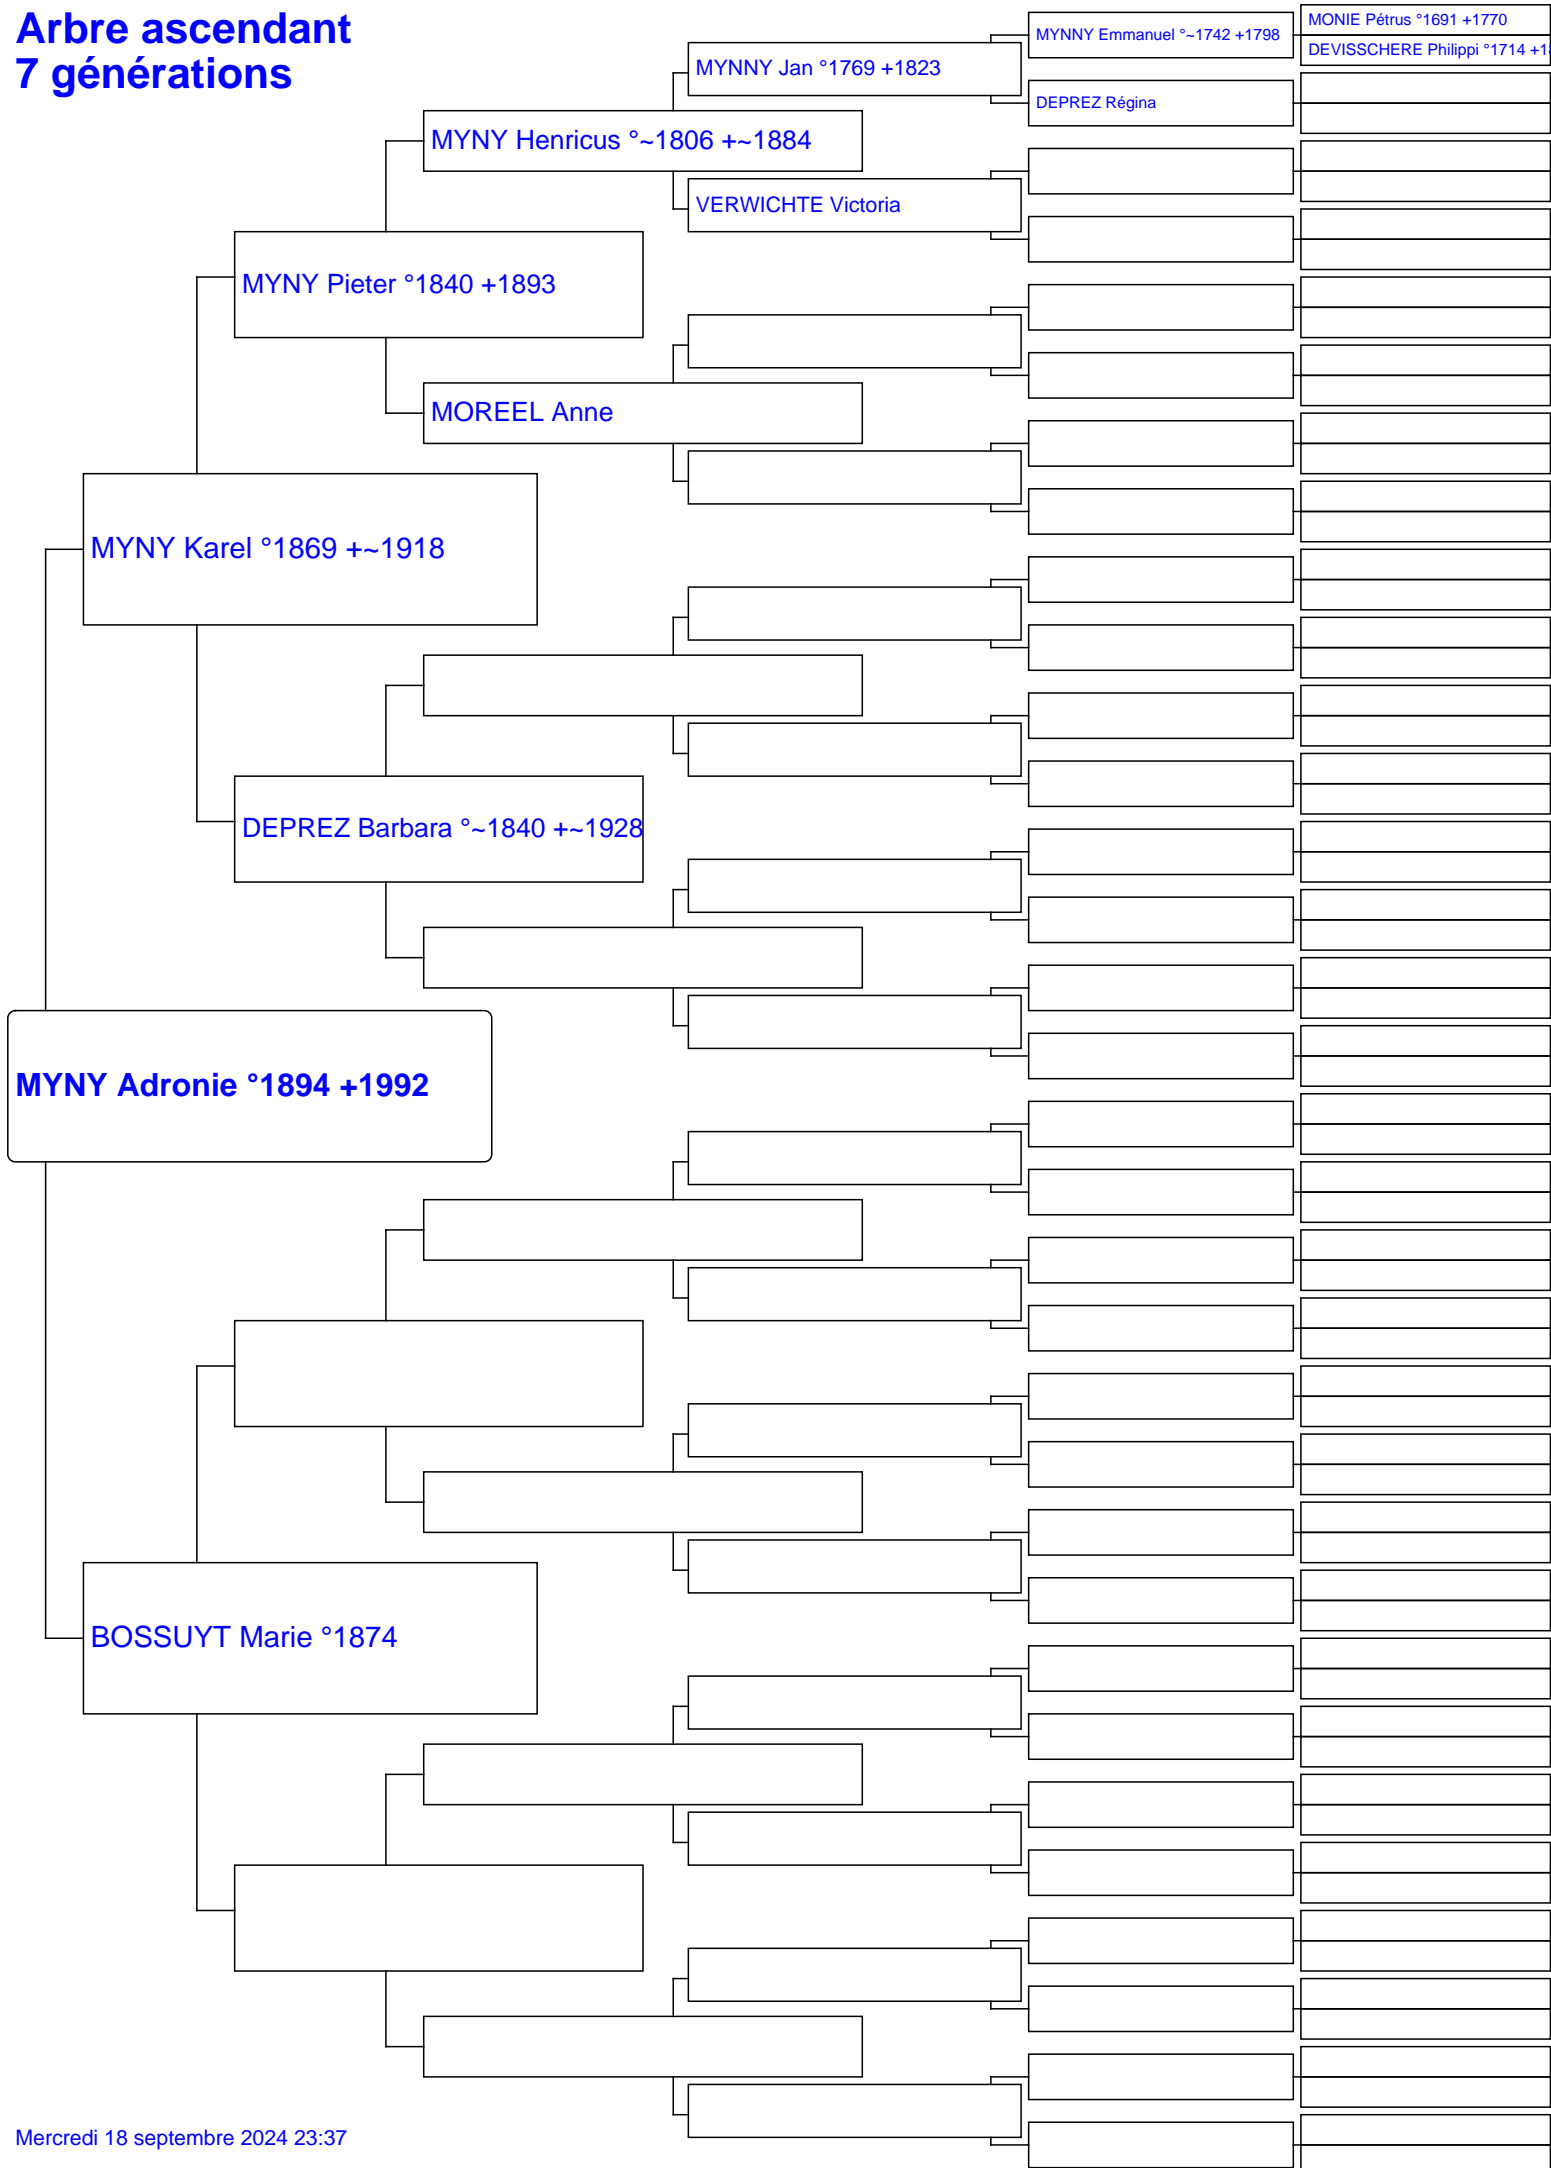 Arbre ascendant
7 générations
MONIE Pétrus °1691 +1770
MYNNY Emmanuel °~1742 +1798
DEVISSCHERE Philippi °1714 +1
MYNNY Jan °1769 +1823
DEPREZ Régina
MYNY Henricus °~1806 +~1884
VERWICHTE Victoria
MYNY Pieter °1840 +1893
MOREEL Anne
MYNY Karel °1869 +~1918
DEPREZ Barbara °~1840 +~1928
MYNY Adronie °1894 +1992
BOSSUYT Marie °1874
Mercredi 18 septembre 2024 23:37